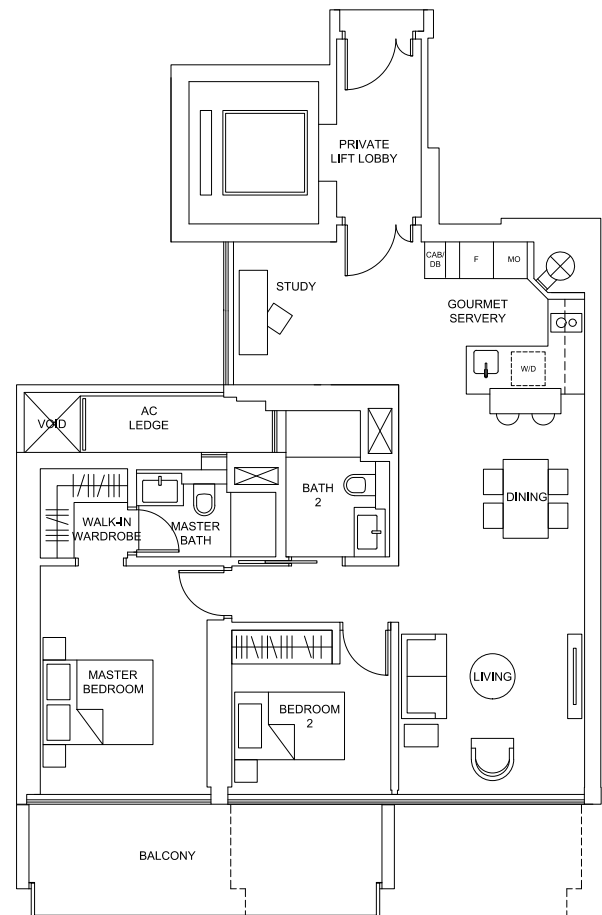 PRIVATE
LIFT LOBBY
CAB/
DB
F
MO
STUDY
GOURMET
SERVERY
W/D
VOID
AC
LEDGE
BATH
2
DINING
WALK-IN
WARDROBE
MASTER
BATH
MASTER
BEDROOM
BEDROOM
2
LIVING
BALCONY